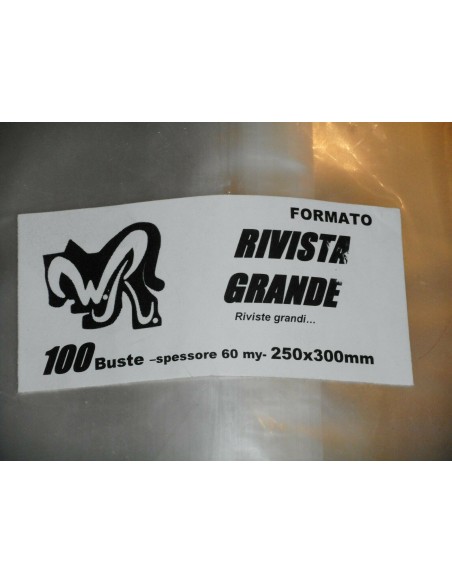 W.R.
FORMATO
RIVISTA
GRANDE
Riviste grandi...
100 Buste –spessore 60 my- 250x300mm